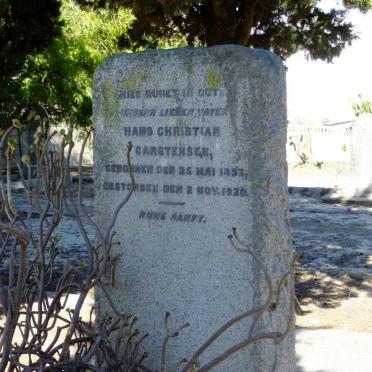 HIER RUHET IN GOTT
UNSER LIEBER VATER
HANS CHRISTIAN
CARSTENSEN,
GEBOREN DEN 25 MAI 1852,
GESTORBEN DEN 2 NOV. 1920.
RUHE SANFT.